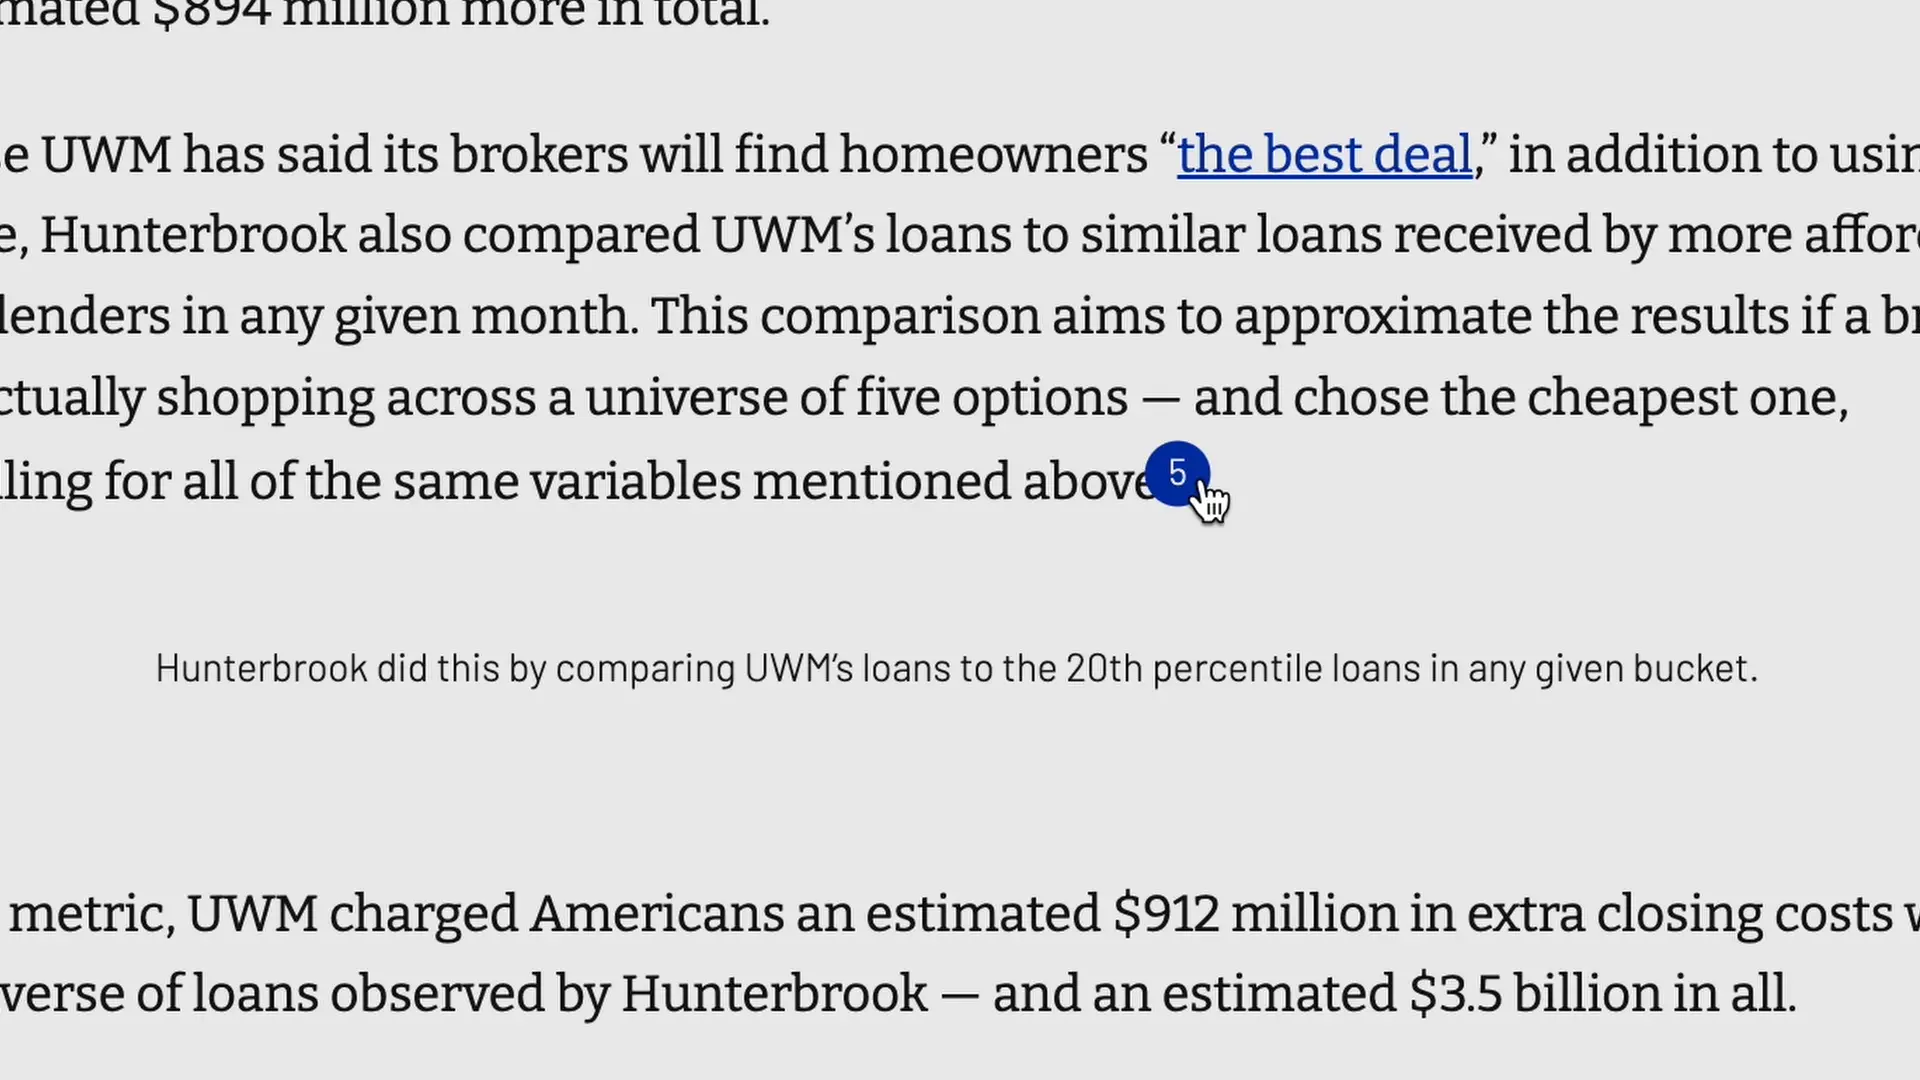 mated $894 million more in total.
se UWM has said its brokers will find homeowners “the best deal,” in addition to usin
e, Hunterbrook also compared UWM’s loans to similar loans received by more afford
lenders in any given month. This comparison aims to approximate the results if a br
ctually shopping across a universe of five options — and chose the cheapest one,
lling for all of the same variables mentioned above 5
Hunterbrook did this by comparing UWM’s loans to the 20th percentile loans in any given bucket.
metric, UWM charged Americans an estimated $912 million in extra closing costs w
verse of loans observed by Hunterbrook — and an estimated $3.5 billion in all.